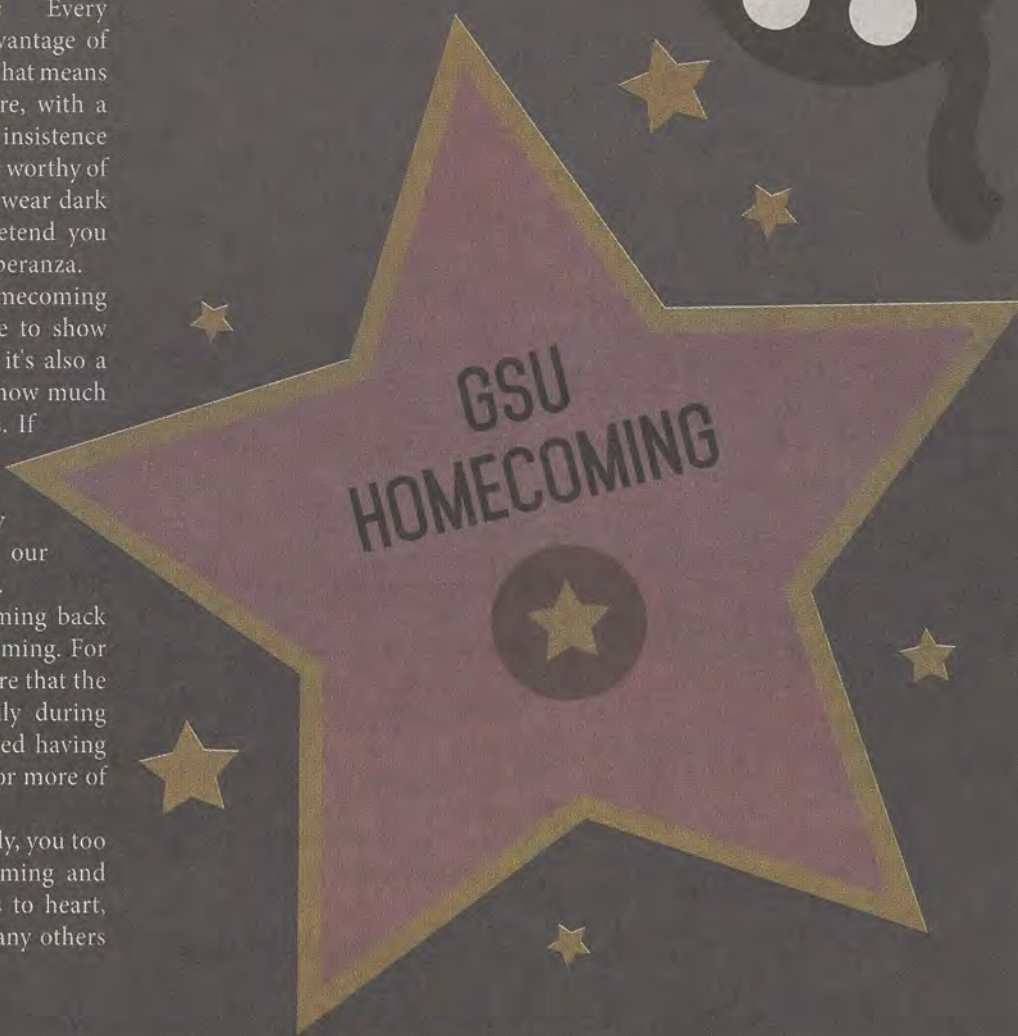 Every
vantage of
hat means
re, with a
insistence
worthy of
wear dark
etend you
peranza.
mecoming
e to show
it's also a
how much
. If
our
.
ming back
ming. For
re that the
ly during
ed having
or more of
ly, you too
ming and
s to heart,
any others
GSU
HOMECOMING